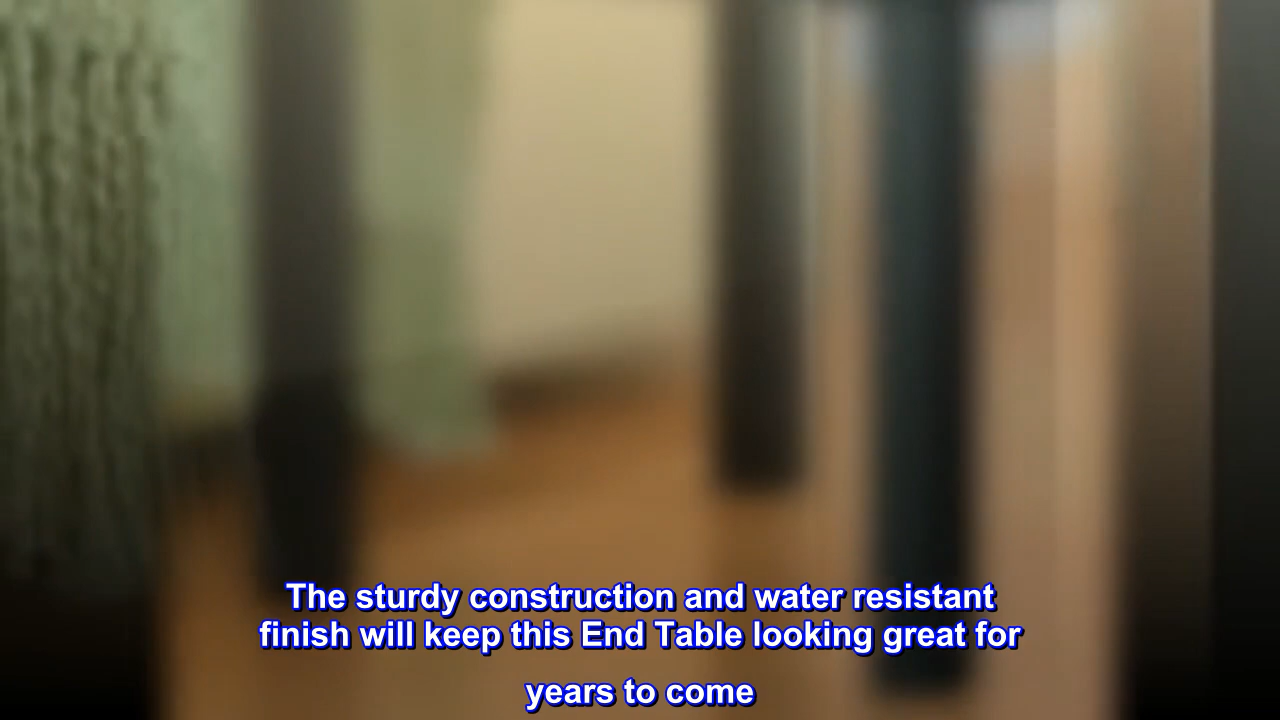 The sturdy construction and water resistant
finish will keep this End Table looking great for
years to come